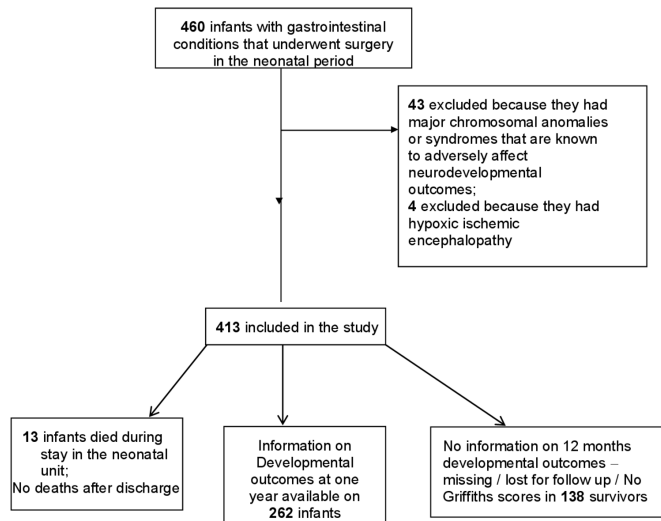 460 infants with gastrointestinal
conditions that underwent surgery
in the neonatal period
43 excluded because they had
major chromosomal anomalies
or syndromes that are known
to adversely affect
neurodevelopmental
outcomes;
4 excluded because they had
hypoxic ischemic
encephalopathy
413 included in the study
13 infants died during
stay in the neonatal
unit;
No deaths after discharge
Information on
Developmental
outcomes at one
year available on
262 infants
No information on 12 months
developmental outcomes –
missing / lost for follow up / No
Griffiths scores in 138 survivors